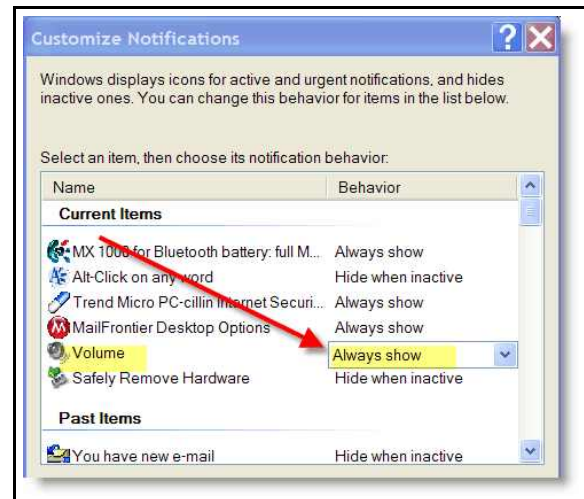 Customize Notifications
Windows displays icons for active and urgent notifications, and hides
inactive ones. You can change this behavior for items in the list below.
Select an item, then choose its notification behavior:
Name Behavior
Current Items
MX 1000 for Bluetooth battery: full M... Always show
Alt-Click on any word Hide when inactive
Trend Micro PC-cillin Internet Securi... Always show
MailFrontier Desktop Options Always show
Volume Always show
Safely Remove Hardware Hide when inactive
Past Items
You have new e-mail Hide when inactive